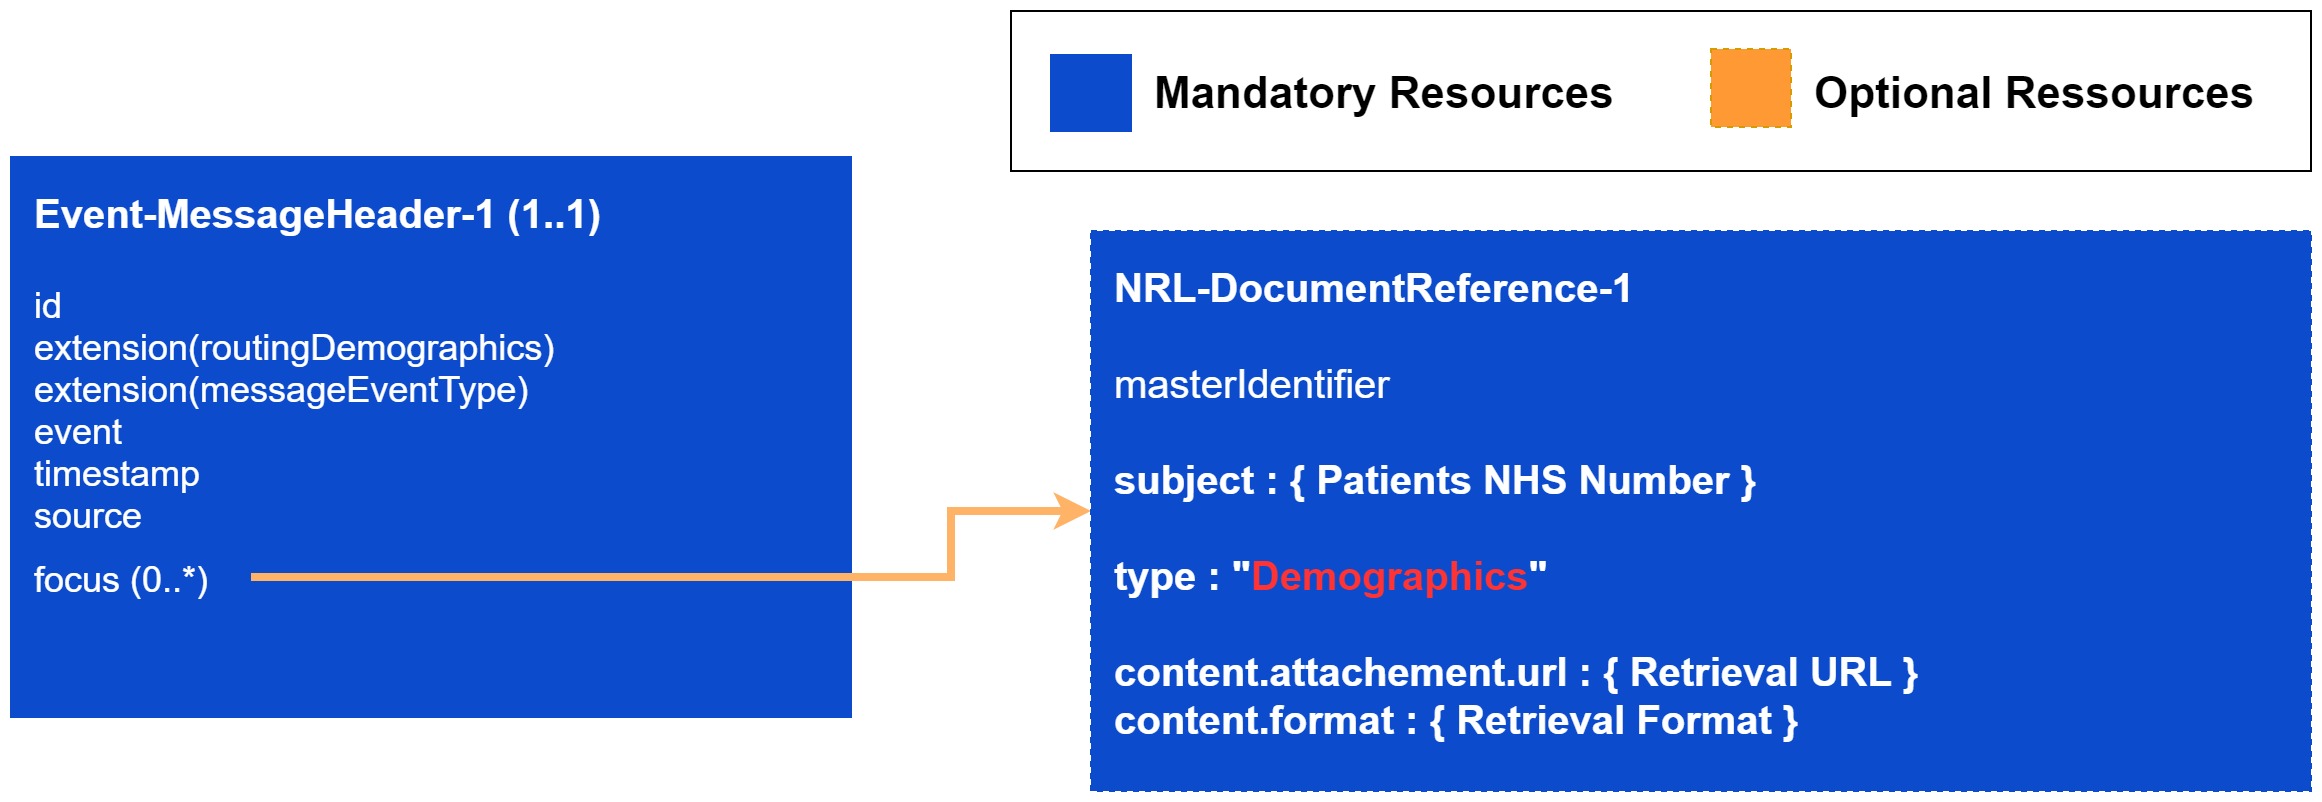 Mandatory Resources
Optional Ressources
Event-MessageHeader-1 (1..1)
id
extension(routingDemographics)
extension(messageEventType)
event
timestamp
source
focus (0..*)
NRL-DocumentReference-1
masterIdentifier
subject : { Patients NHS Number }
type : "Demographics"
content.attachement.url : { Retrieval URL }
content.format : { Retrieval Format }